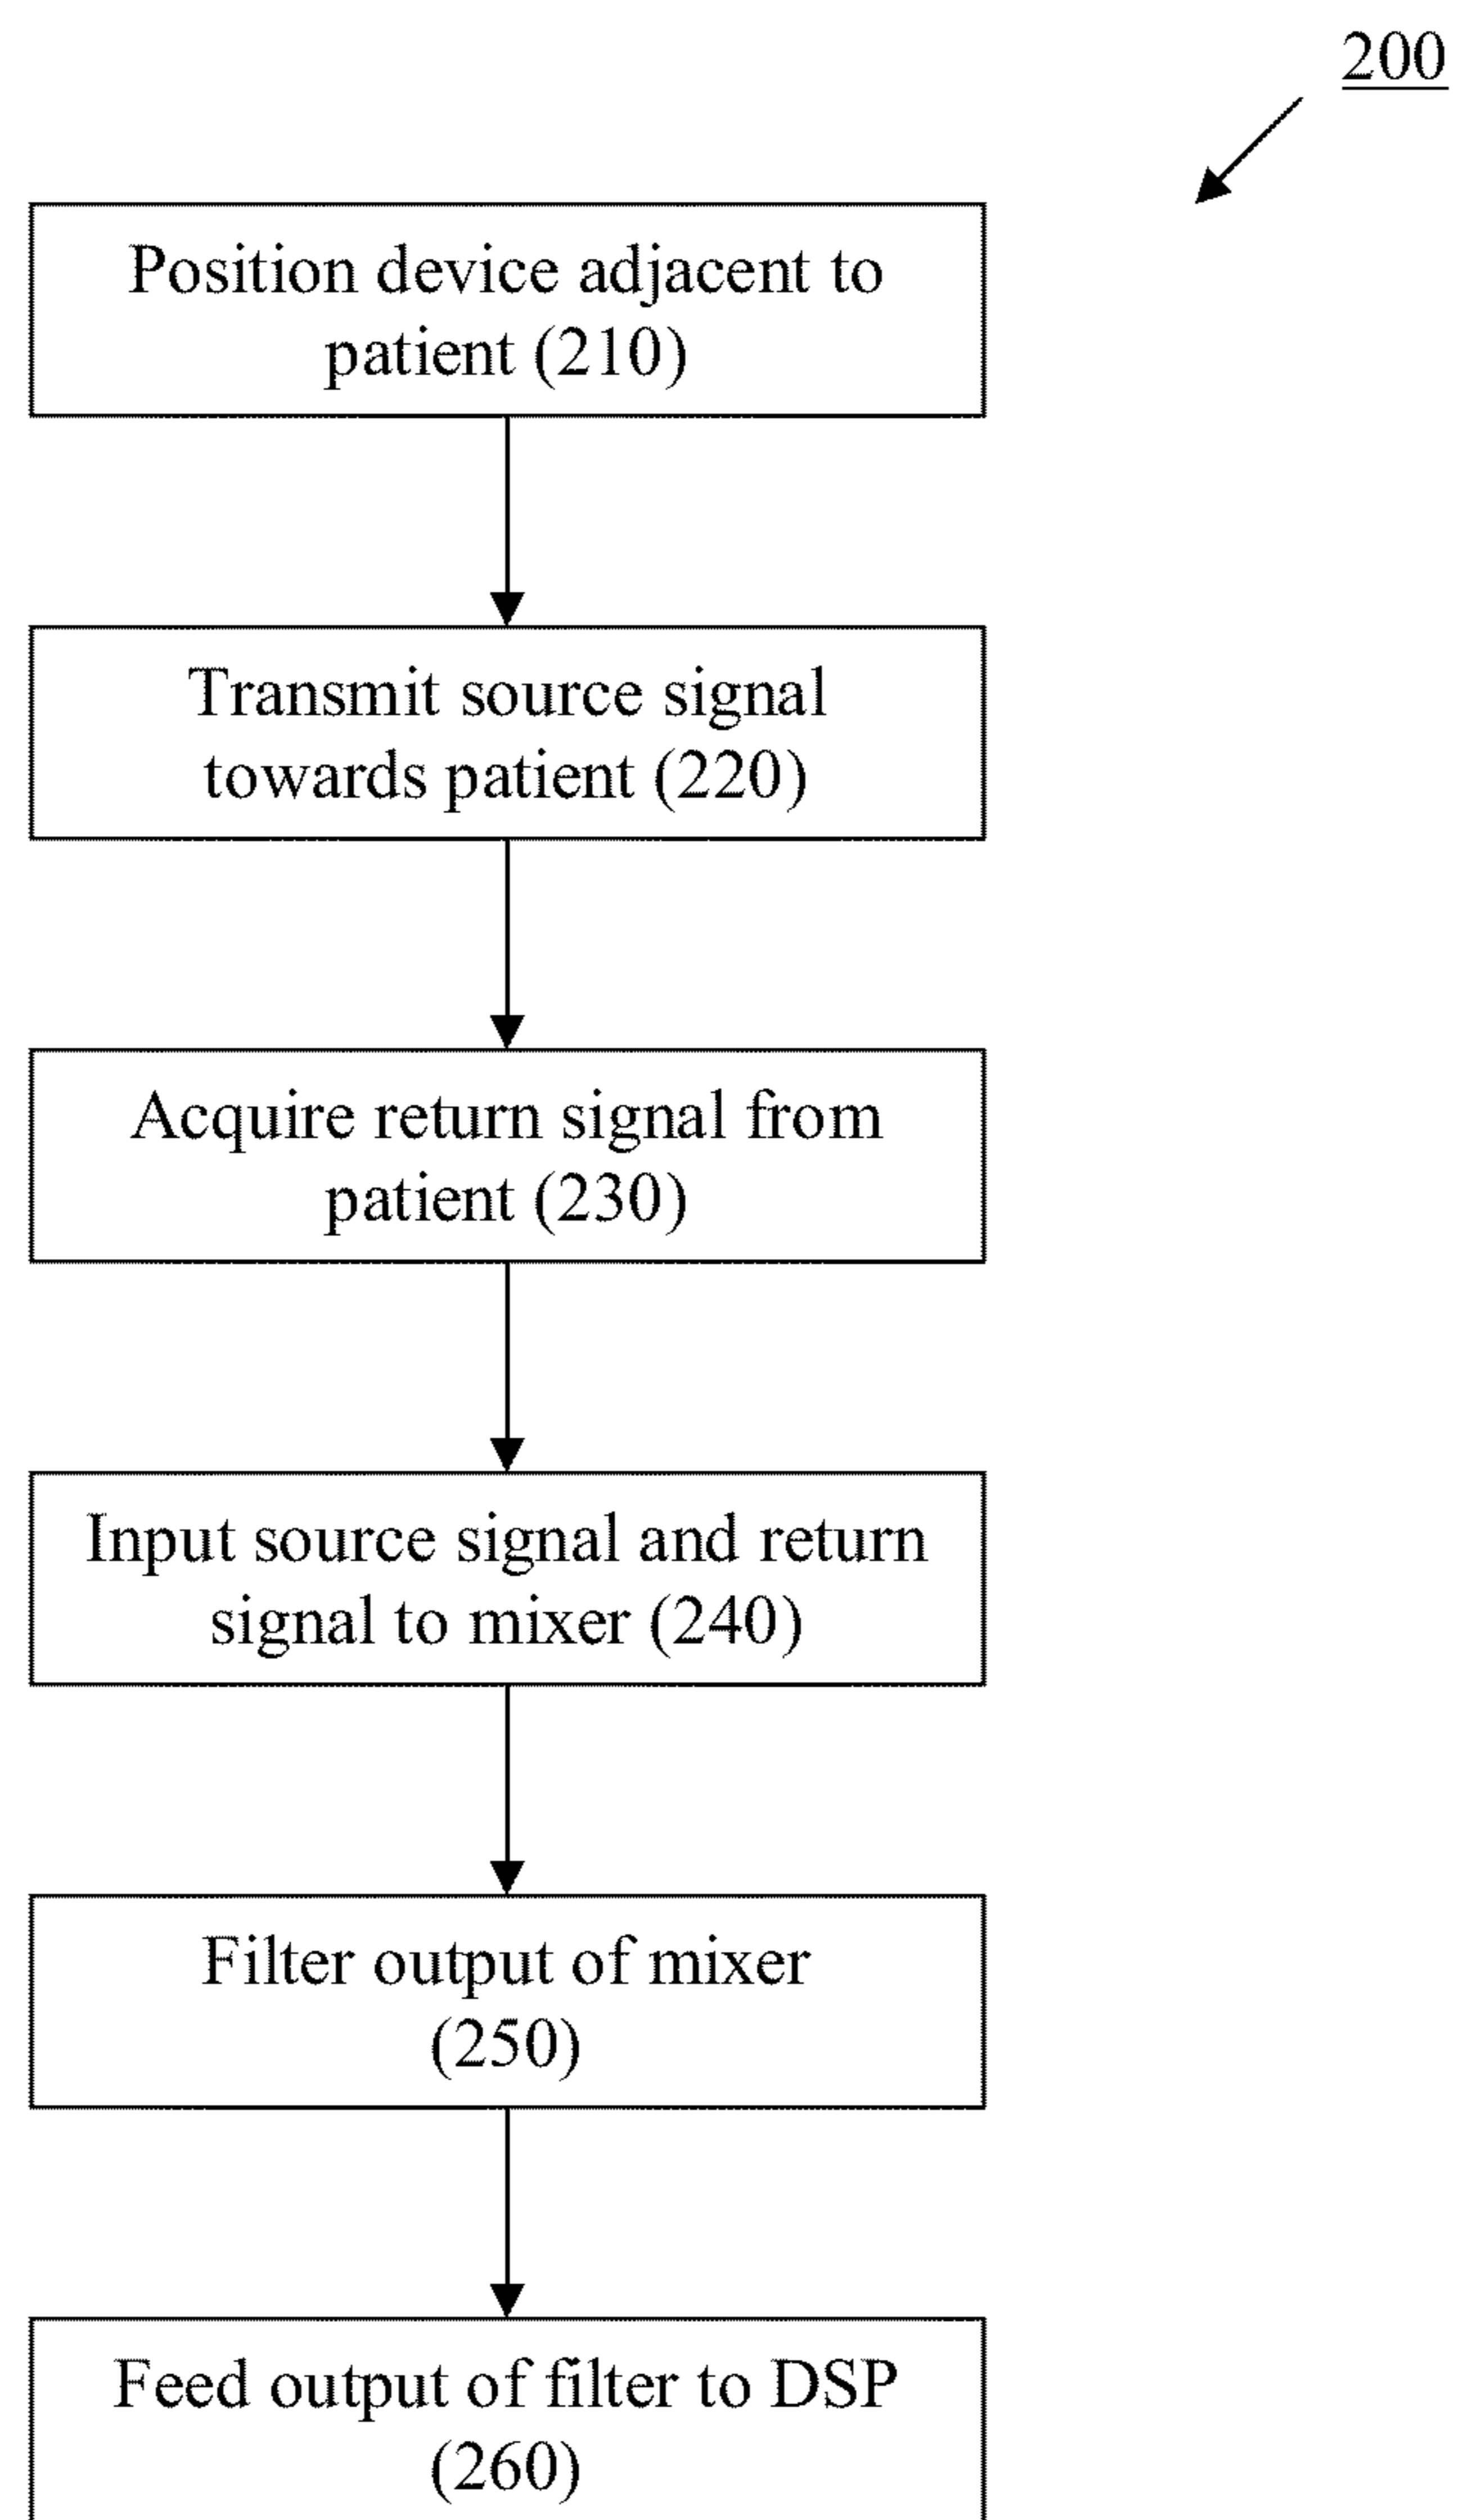 200
Position device adjacent to
patient (210)
Transmit source signal
towards patient (220)
Acquire return signal from
patient (230)
Input source signal and return
signal to mixer (240)
Filter output of mixer
(250)
Feed output of filter to DSP
(260)